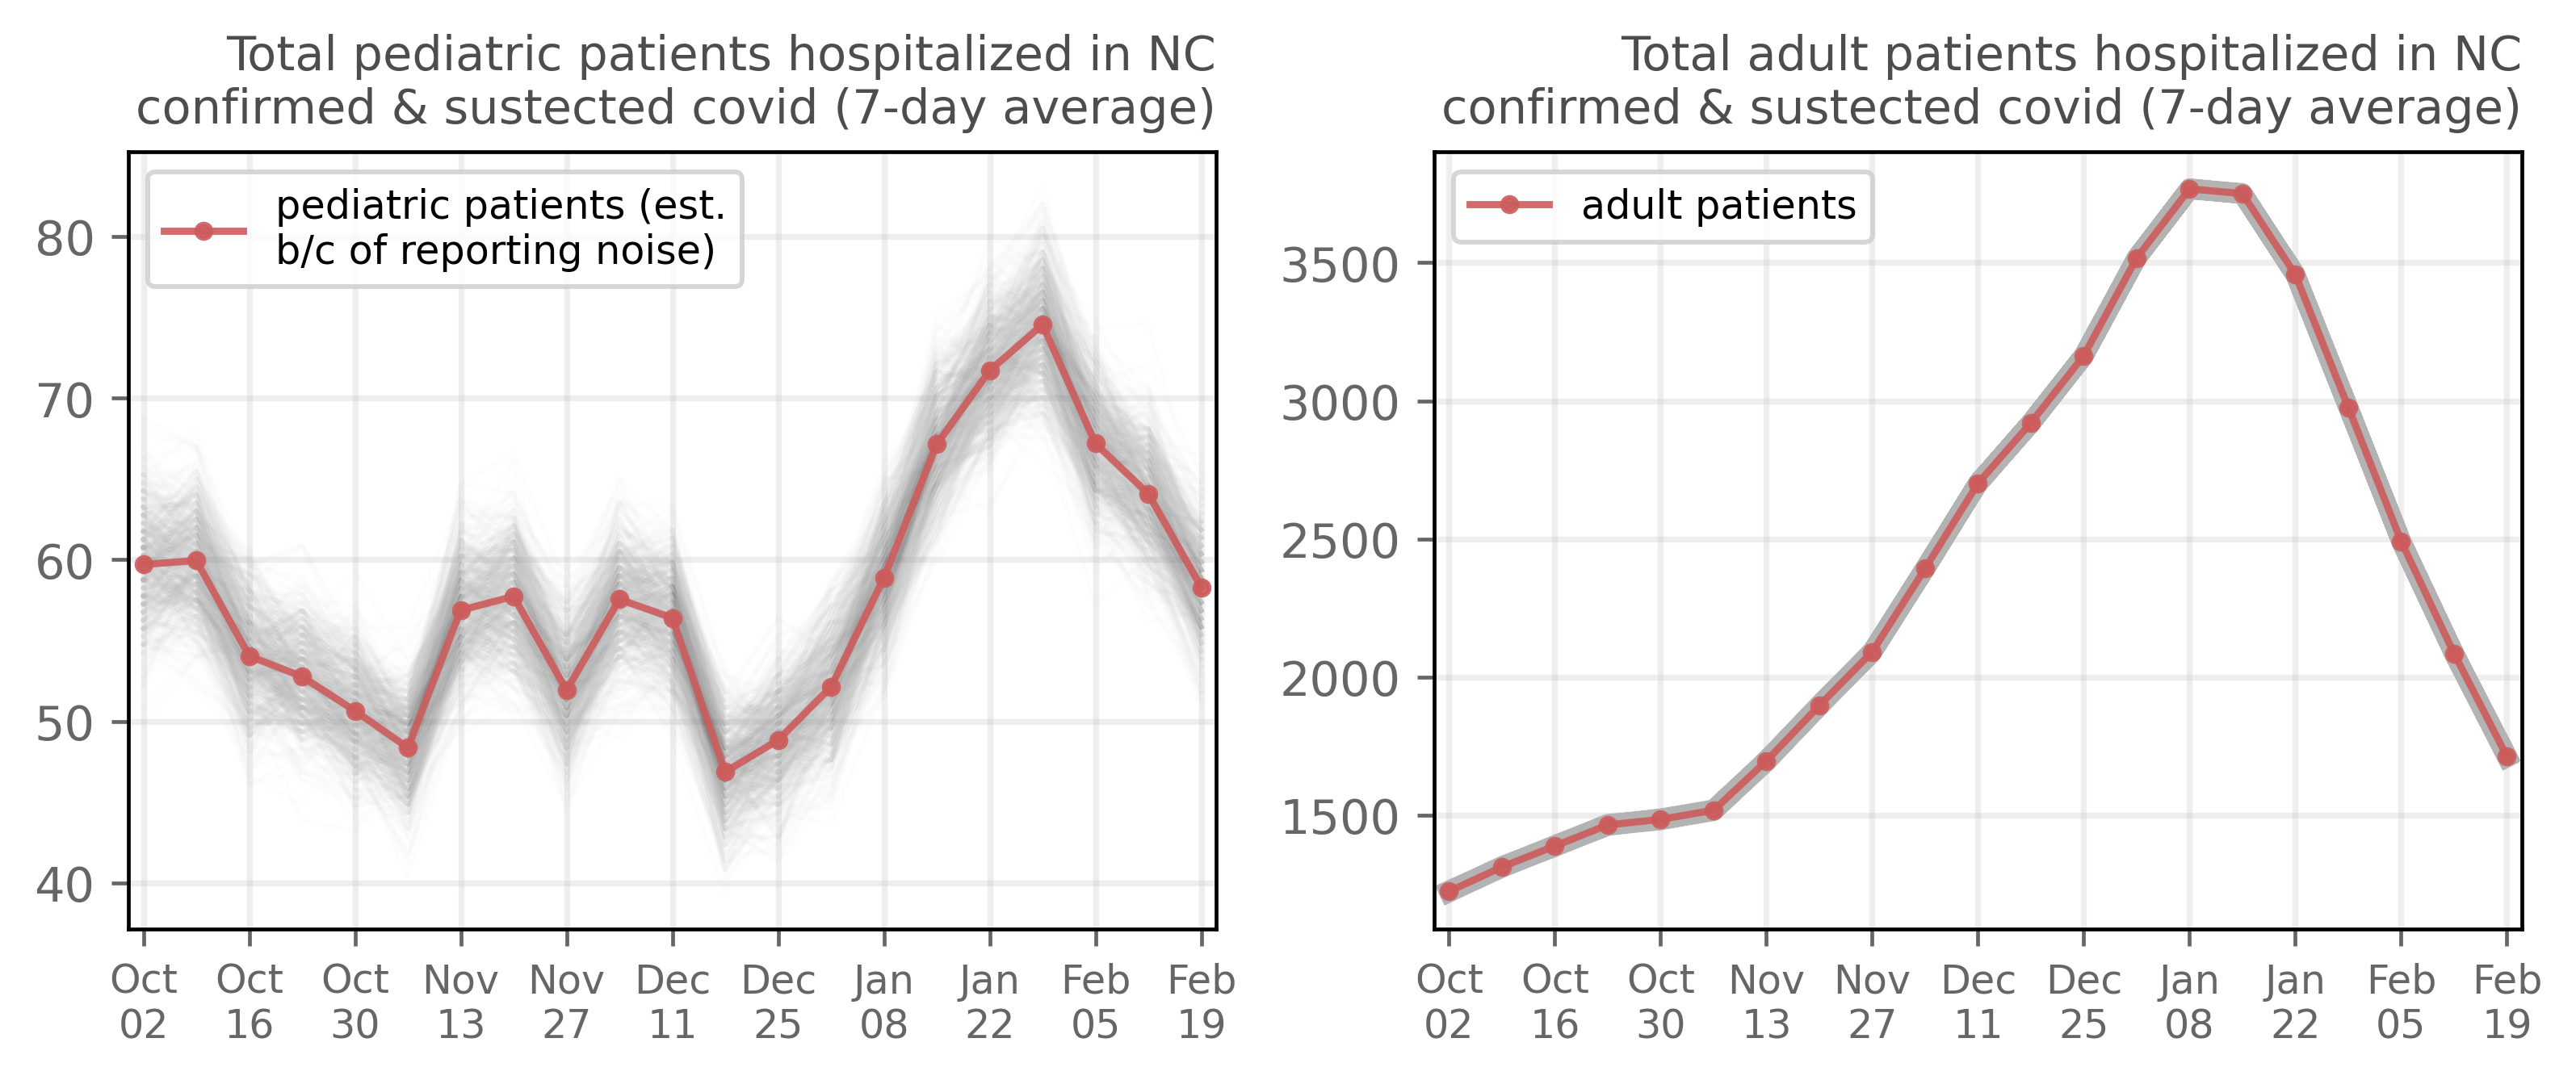 Total pediatric patients hospitalized in NC
confirmed & sustected covid (7-day average)
pediatric patients (est.
b/c of reporting noise)
80
70
60
50
40
Oct Oct Oct Nov Nov Dec Dec Jan Jan Feb Feb
02 16 30 13 27 11 25 08 22 05 19
Total adult patients hospitalized in NC
confirmed & sustected covid (7-day average)
adult patients
3500
3000
2500
2000
1500
Oct Oct Oct Nov Nov Dec Dec Jan Jan Feb Feb
02 16 30 13 27 11 25 08 22 05 19